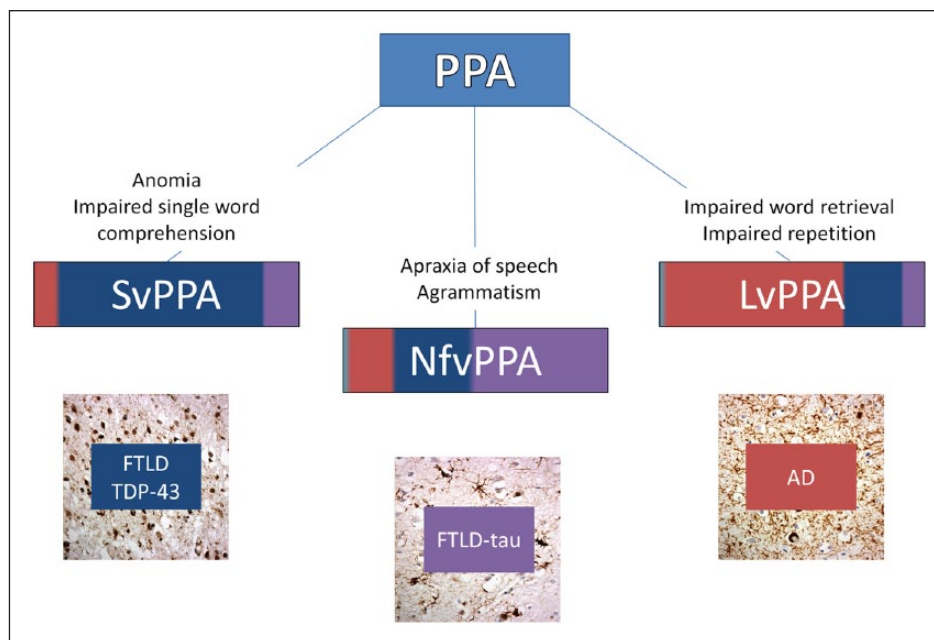 PPA
Anomia
Impaired single word
comprehension
SvPPA
Apraxia of speech
Agrammatism
NfvPPA
Impaired word retrieval
Impaired repetition
LvPPA
FTLD
TDP-43
FTLD-tau
AD